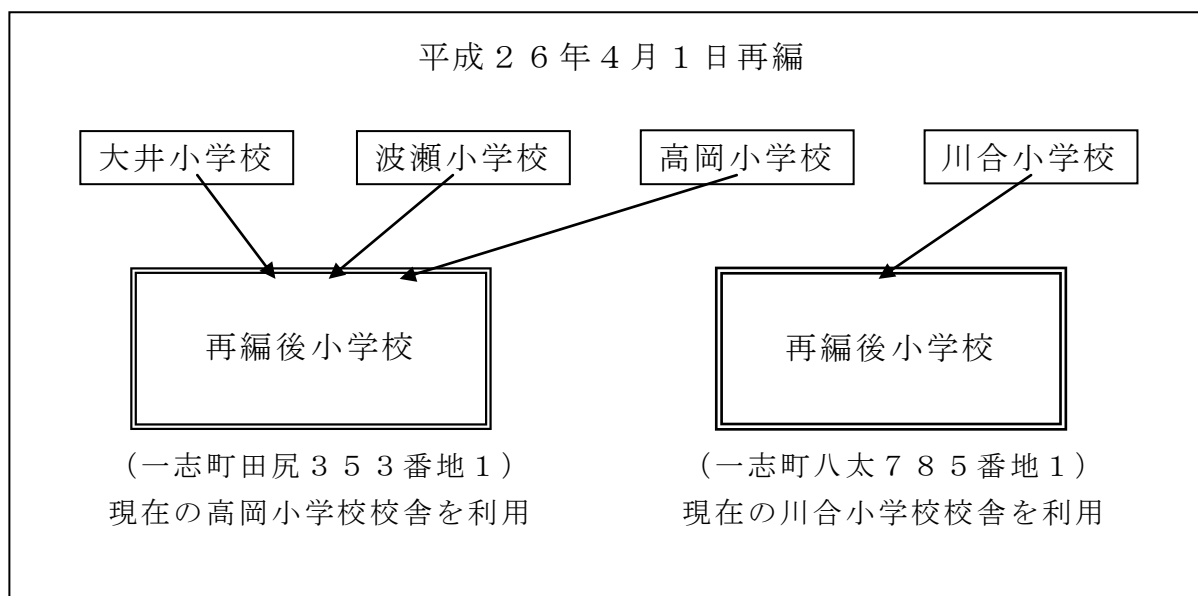 平成２６年４月１日再編
大井小学校
波瀬小学校
高岡小学校
川合小学校
再編後小学校
再編後小学校
（一志町田尻３５３番地１）
現在の高岡小学校校舎を利用
（一志町八太７８５番地１）
現在の川合小学校校舎を利用